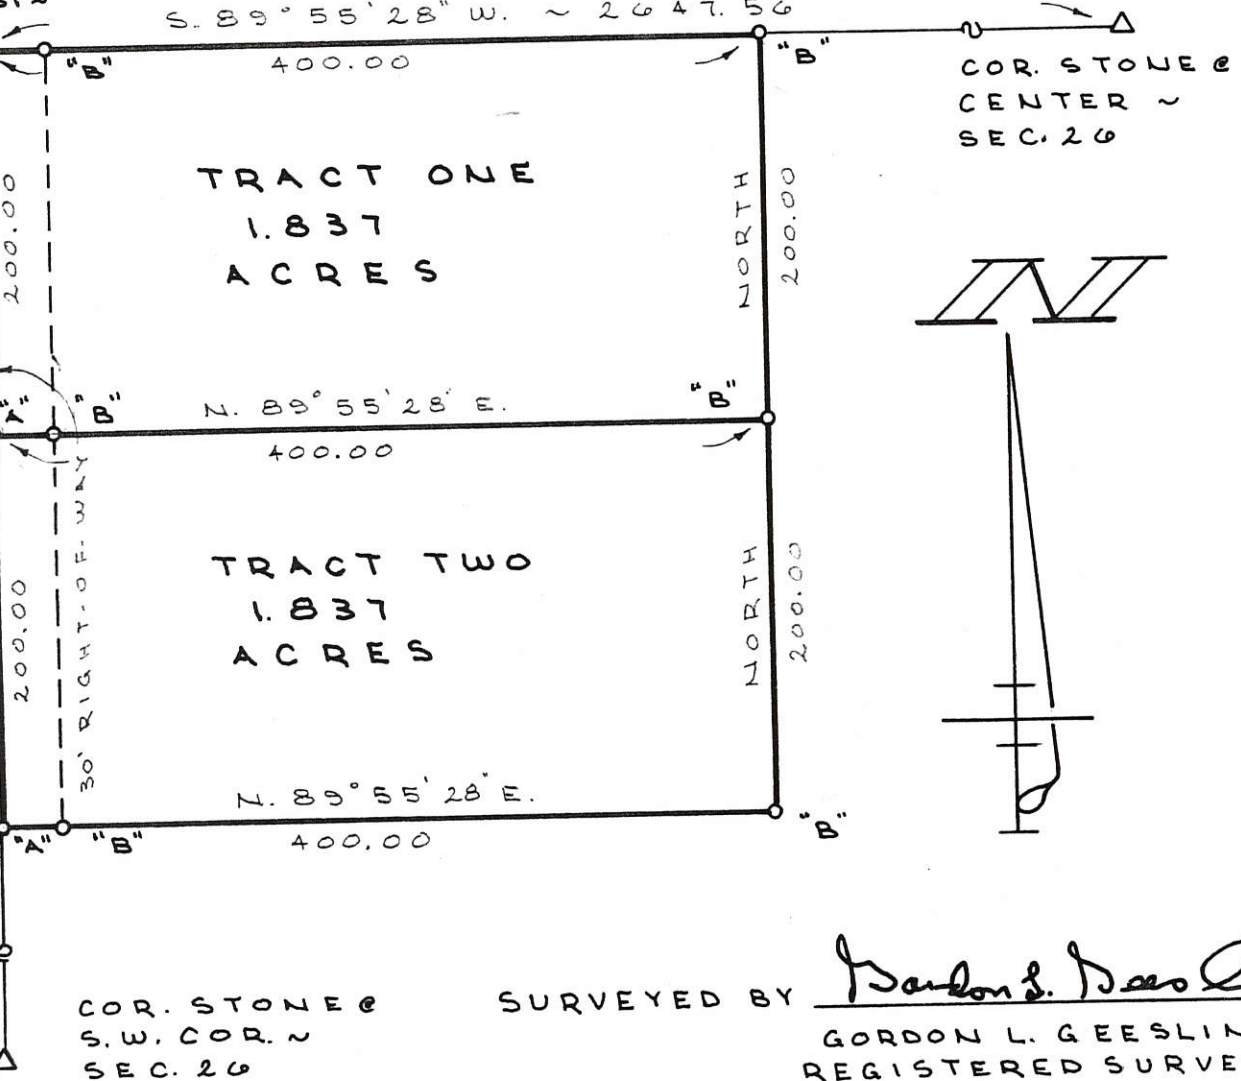 S. 89° 55' 28" W. ~ 2647.56
"B"
400.00
"B"
COR. STONE @
CENTER ~
SEC. 26
TRACT ONE
1.837
ACRES
200.00
NORTH
200.00
N
"A"
"B"
N. 89° 55' 28" E.
"B"
400.00
30' RIGHT-OF-WAY
TRACT TWO
1.837
ACRES
200.00
NORTH
200.00
N. 89° 55' 28" E.
"A"
"B"
400.00
"B"
COR. STONE @
S.W. COR. ~
SEC. 26
SURVEYED BY Gordon L. Gees
GORDON L. GEESLIN
REGISTERED SURVE